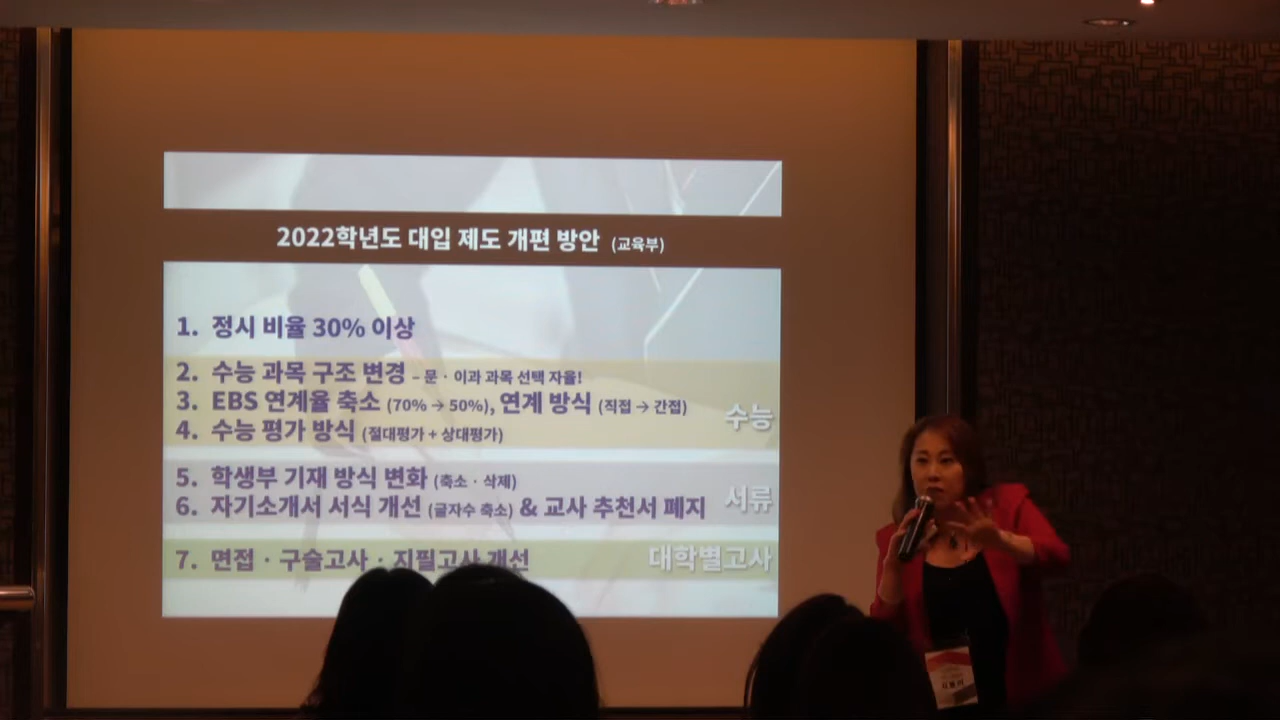 2022학년도 대입 제도 개편 방안 (교육부)
1. 정시 비율 30% 이상
2. 수능 과목 구조 변경 – 문 · 이과 과목 선택 자율!
3. EBS 연계율 축소 (70% → 50%), 연계 방식 (직접 → 간접)
4. 수능 평가 방식 (절대평가 + 상대평가)
수능
5. 학생부 기재 방식 변화 (축소 · 삭제)
6. 자기소개서 서식 개선 (글자수 축소) & 교사 추천서 폐지
서류
7. 면접 · 구술고사 · 지필고사 개선
대학별고사